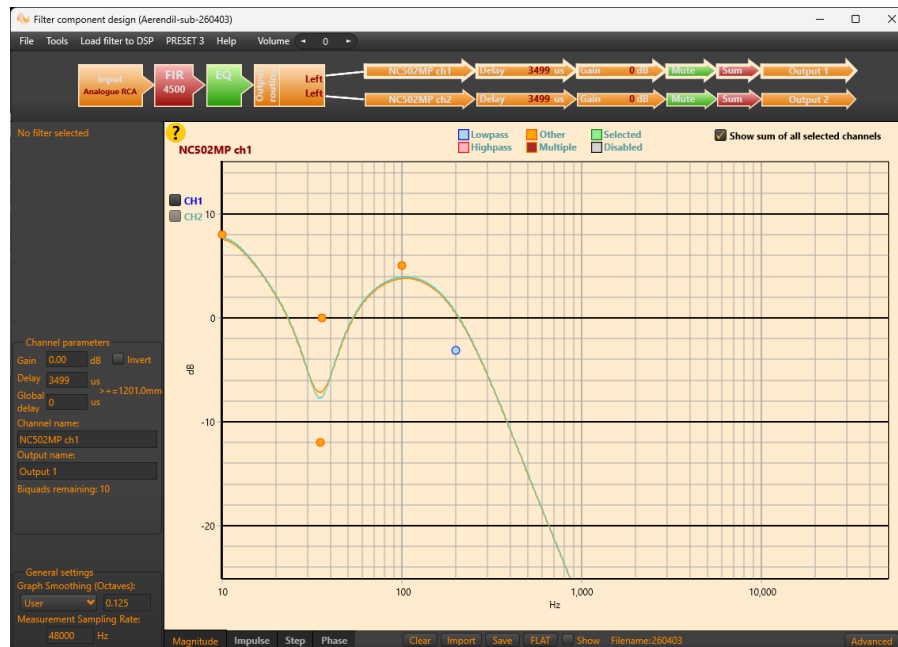 Filter component design (Aerendil-sub-260403)
File Tools Load filter to DSP PRESET 3 Help Volume 0
Input
Analogue RCA
FIR
4500
EQ
Output routing
Left
Left
NC502MP ch1 Delay 3499 us Gain 0 dB Mute Sum Output 1
NC502MP ch2 Delay 3499 us Gain 0 dB Mute Sum Output 2
No filter selected
?
NC502MP ch1
Lowpass Other Selected
Highpass Multiple Disabled
Show sum of all selected channels
CH1
CH2
10
0
-10
-20
dB
10 100 1,000 10,000
Hz
Channel parameters
Gain 0.00 dB Invert
Delay 3499 us
>+=1201.0mm
Global delay 0 us
Channel name:
NC502MP ch1
Output name:
Output 1
Biquads remaining: 10
General settings
Graph Smoothing (Octaves):
User 0.125
Measurement Sampling Rate:
48000 Hz
Magnitude Impulse Step Phase Clear Import Save FLAT Show Filename:260403 Advanced